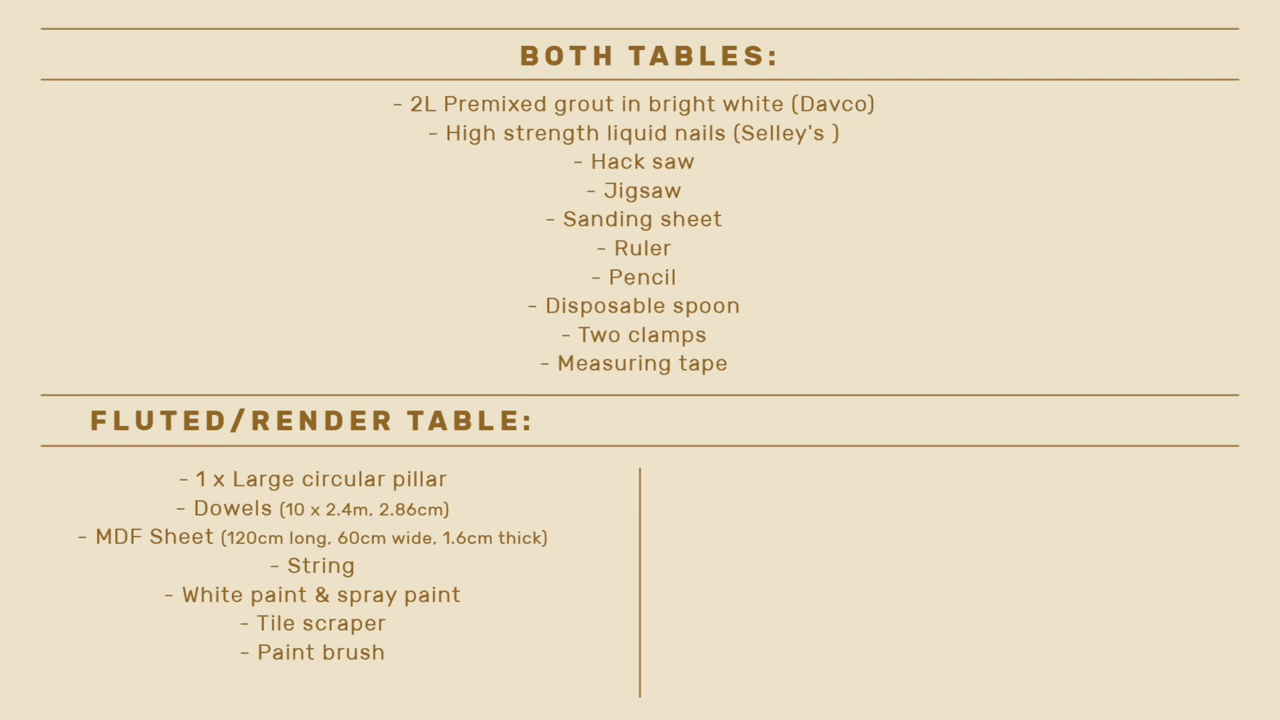 BOTH TABLES:
- 2L Premixed grout in bright white (Davco)
- High strength liquid nails (Selley's )
- Hack saw
- Jigsaw
- Sanding sheet
- Ruler
- Pencil
- Disposable spoon
- Two clamps
- Measuring tape
FLUTED/RENDER TABLE:
- 1 x Large circular pillar
- Dowels (10 x 2.4m, 2.86cm)
- MDF Sheet (120cm long, 60cm wide, 1.6cm thick)
- String
- White paint & spray paint
- Tile scraper
- Paint brush